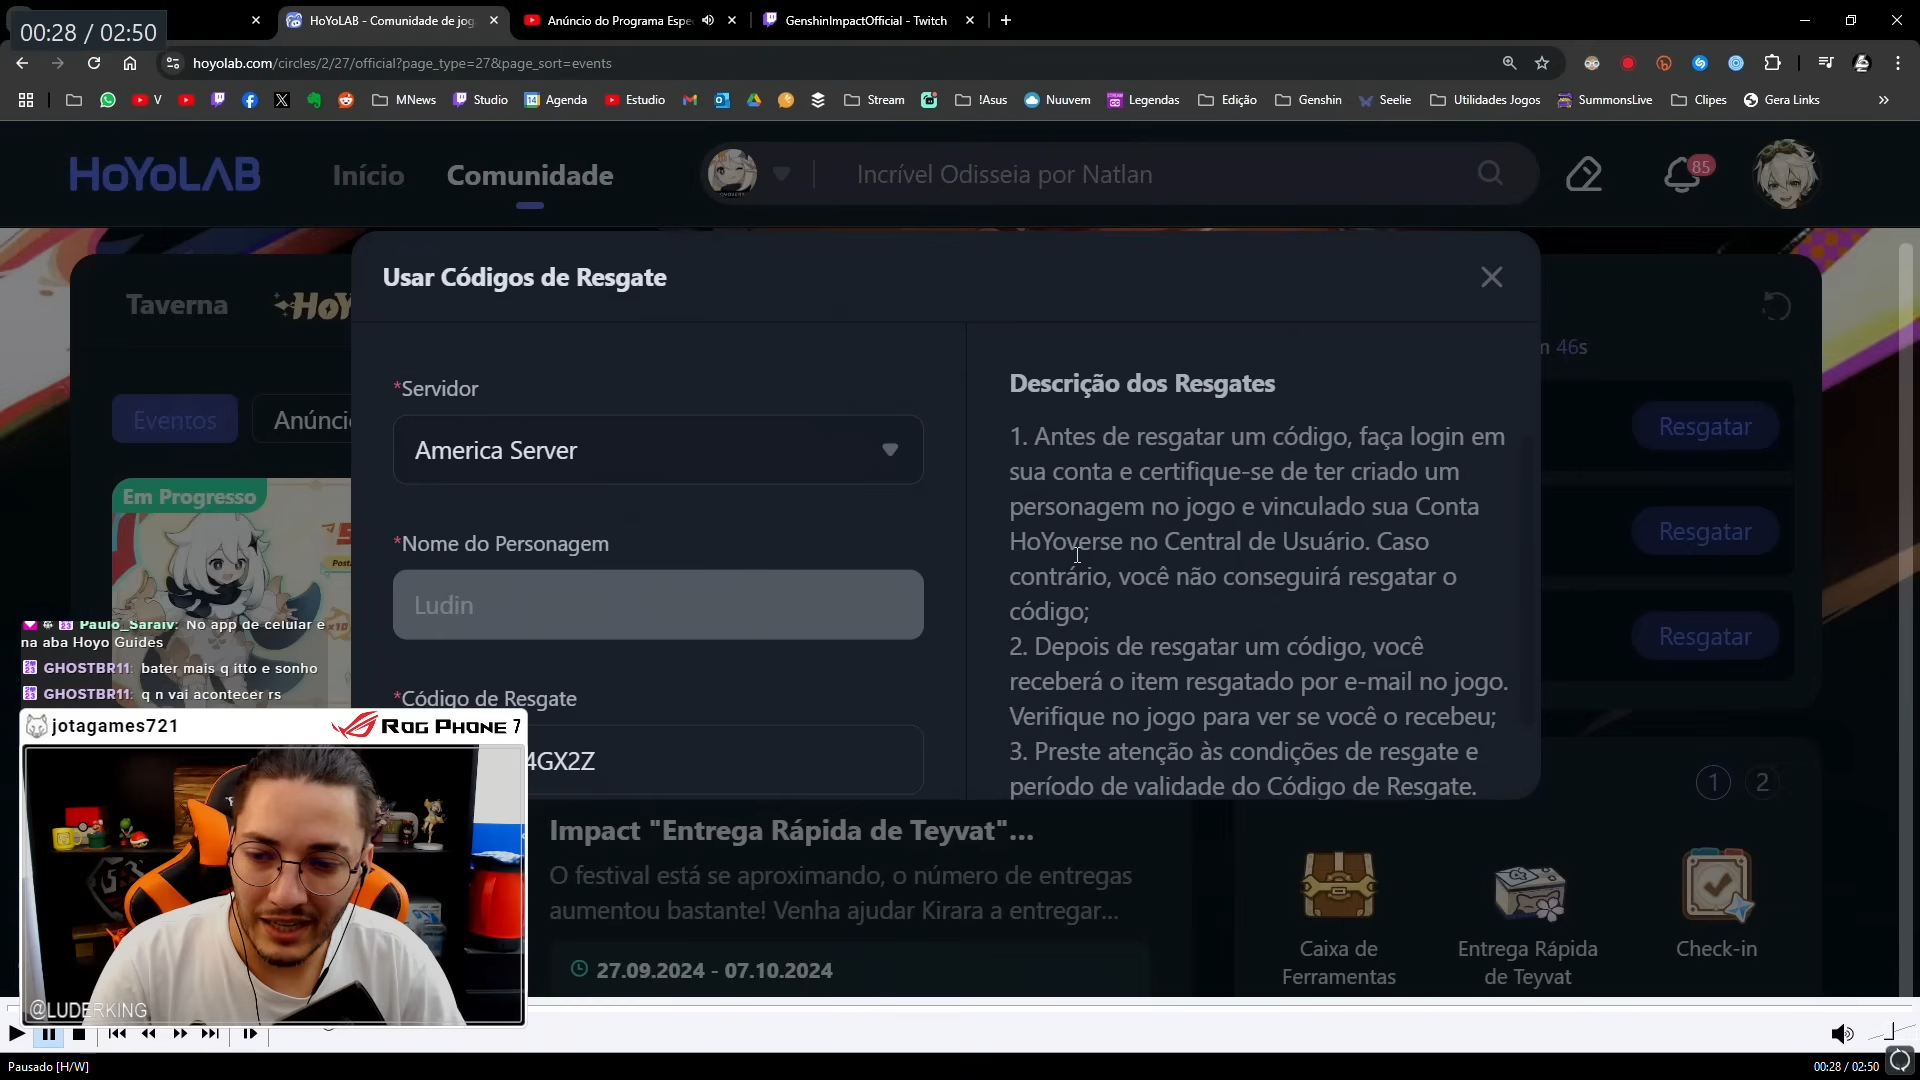 00:28 / 02:50
HoYoLAB - Comunidade de jog
Anúncio do Programa Espe
GenshinImpactOfficial - Twitch
hoyolab.com/circles/2/27/official?page_type=27&page_sort=events
V
MNews
Studio
Agenda
Estudio
Stream
!Asus
Nuuvem
Legendas
Edição
Genshin
Seelie
Utilidades Jogos
SummonsLive
Clipes
Gera Links
»
HoYoLAB
Início
Comunidade
Incrível Odisseia por Natlan
85
Usar Códigos de Resgate
Taverna
HoY
46s
*Servidor
America Server
*Nome do Personagem
Ludin
*Código de Resgate
4GX2Z
Descrição dos Resgates
1. Antes de resgatar um código, faça login em
sua conta e certifique-se de ter criado um
personagem no jogo e vinculado sua Conta
HoYoverse no Central de Usuário. Caso
contrário, você não conseguirá resgatar o
código;
2. Depois de resgatar um código, você
receberá o item resgatado por e-mail no jogo.
Verifique no jogo para ver se você o recebeu;
3. Preste atenção às condições de resgate e
período de validade do Código de Resgate.
Eventos
Anúnci
Em Progresso
Resgatar
Resgatar
Resgatar
Paulo_Saraiv: No app de celular e
na aba Hoyo Guides
GHOSTBR11: bater mais q itto e sonho
GHOSTBR11: q n vai acontecer rs
jotagames721
ROG PHONE 7
@LUDERKING
1
2
Impact "Entrega Rápida de Teyvat"...
O festival está se aproximando, o número de entregas
aumentou bastante! Venha ajudar Kirara a entregar...
27.09.2024 - 07.10.2024
Caixa de
Ferramentas
Entrega Rápida
de Teyvat
Check-in
Pausado [H/W]
00:28 / 02:50